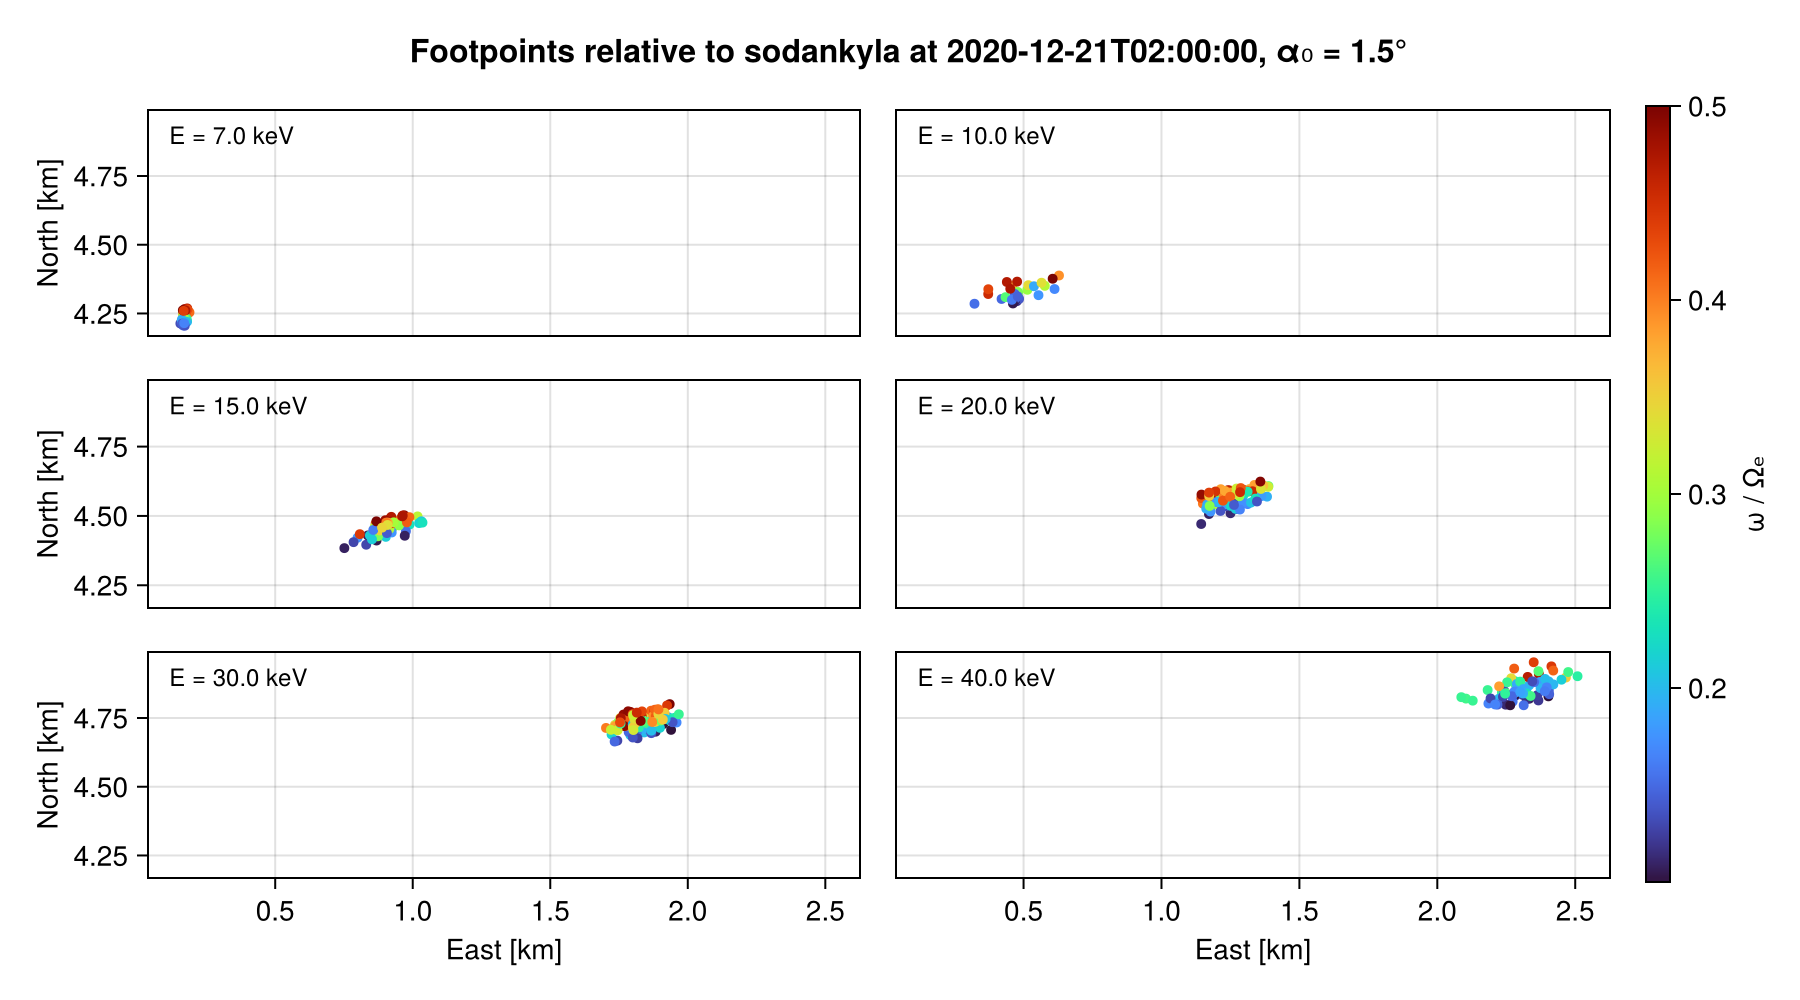 Footpoints relative to sodankyla at 2020-12-21T02:00:00, α₀ = 1.5°
E = 7.0 keV
E = 10.0 keV
North [km]
4.75
4.50
4.25
E = 15.0 keV
E = 20.0 keV
North [km]
4.75
4.50
4.25
E = 30.0 keV
E = 40.0 keV
North [km]
4.75
4.50
4.25
0.5 1.0 1.5 2.0 2.5
0.5 1.0 1.5 2.0 2.5
East [km]
East [km]
0.5
0.4
0.3
0.2
ω / Ωₑ